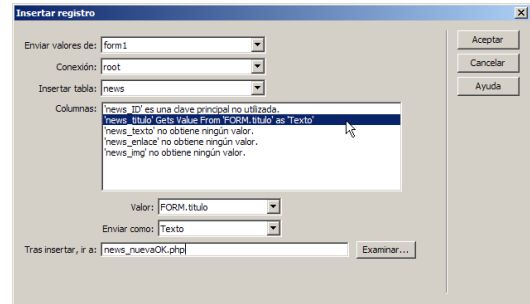 Insertar registro
Enviar valores de: form1
Aceptar
Conexión: root
Cancelar
Insertar tabla: news
Ayuda
Columnas: 'news_ID' es una clave principal no utilizada.
'news_titulo' Gets Value From 'FORM.titulo' as 'Texto'
'news_texto' no obtiene ningún valor.
'news_enlace' no obtiene ningún valor.
'news_img' no obtiene ningún valor.
Valor: FORM.titulo
Enviar como: Texto
Tras insertar, ir a: news_nuevaOK.php
Examinar...